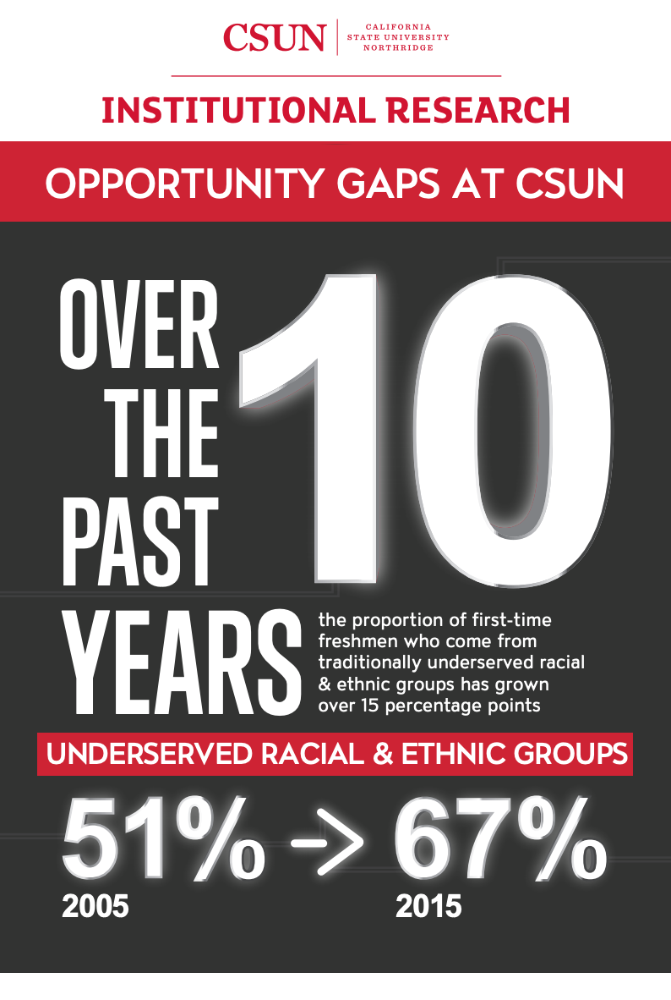 CSUN
CALIFORNIA
STATE UNIVERSITY
NORTHRIDGE
INSTITUTIONAL RESEARCH
OPPORTUNITY GAPS AT CSUN
OVER
THE
PAST
10
YEARS
the proportion of first-time
freshmen who come from
traditionally underserved racial
& ethnic groups has grown
over 15 percentage points
UNDERSERVED RACIAL & ETHNIC GROUPS
51% → 67%
2005 2015